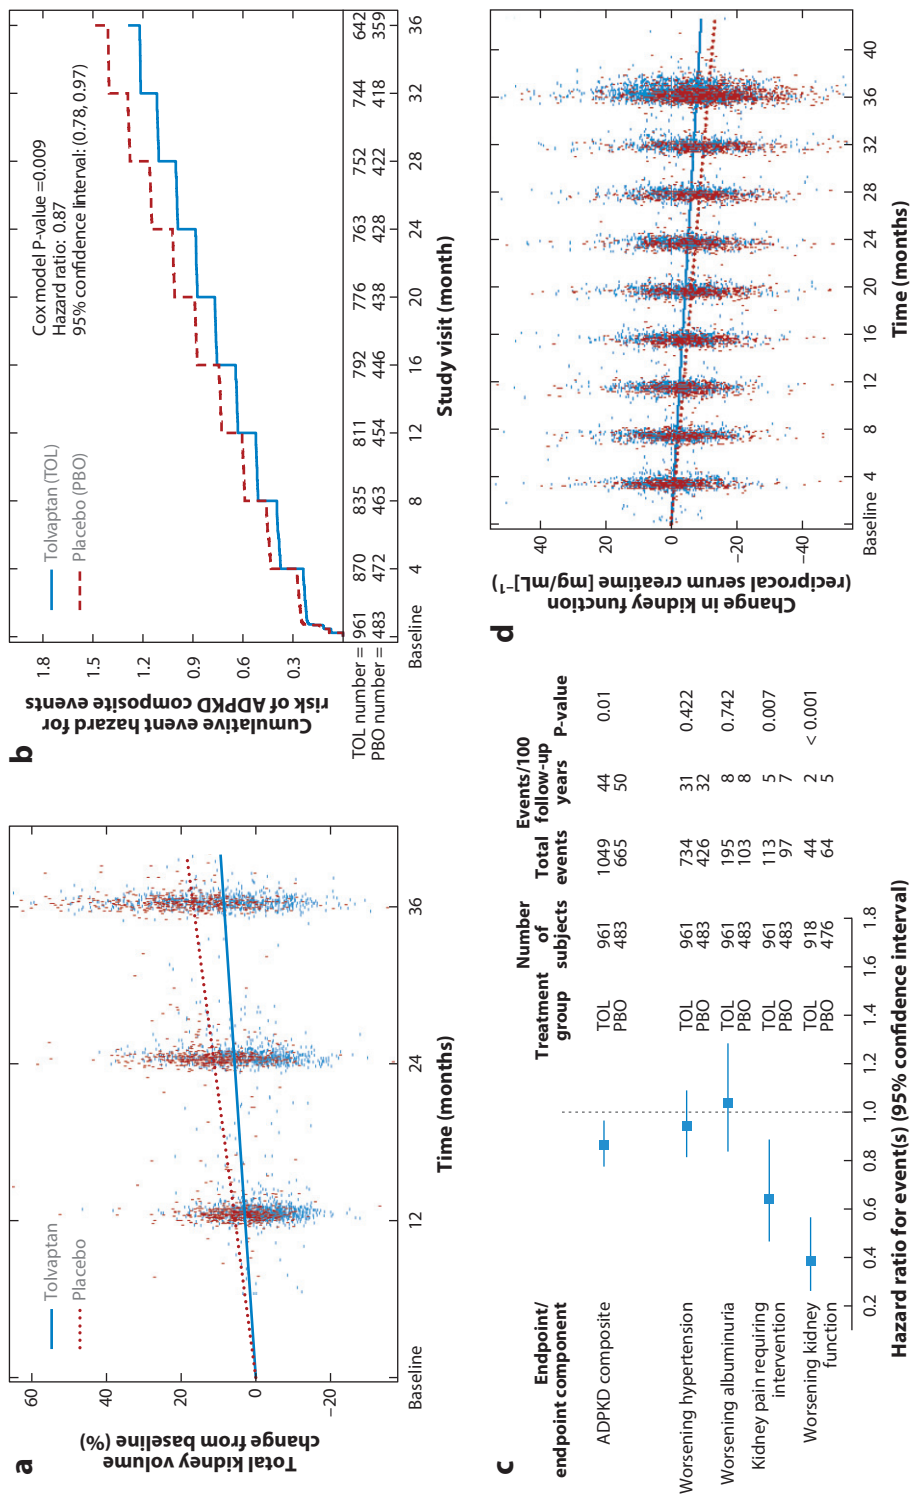 a
Total kidney volume
change from baseline (%)
60
40
20
0
−20
Tolvaptan
Placebo
Baseline
12
24
36
Time (months)
b
Cumulative event hazard for
risk of ADPKD composite events
1.8
1.5
1.2
0.9
0.6
0.3
Tolvaptan (TOL)
Placebo (PBO)
Cox model P-value =0.009
Hazard ratio: 0.87
95% confidence interval: (0.78, 0.97)
TOL number = 961 870 835 811 792 776 763 752 744 642
PBO number = 483 472 463 454 446 438 428 422 418 359
Baseline 4 8 12 16 20 24 28 32 36
Study visit (month)
c
Endpoint/
endpoint component
Treatment
group
Number
of
subjects
Total
events
Events/100
follow-up
years
P-value
ADPKD composite TOL 961 1049 44 0.01
PBO 483 665 50
Worsening hypertension TOL 961 734 31 0.422
PBO 483 426 32
Worsening albuminuria TOL 961 195 8 0.742
PBO 483 103 8
Kidney pain requiring TOL 961 113 5 0.007
intervention PBO 483 97 7
Worsening kidney TOL 918 44 2 < 0.001
function PBO 476 64 5
0.2 0.4 0.6 0.8 1.0 1.2 1.4 1.6 1.8
Hazard ratio for event(s) (95% confidence interval)
d
Change in kidney function
(reciprocal serum creatime [mg/mL]⁻¹)
40
20
0
−20
−40
Baseline 4 8 12 16 20 24 28 32 36 40
Time (months)